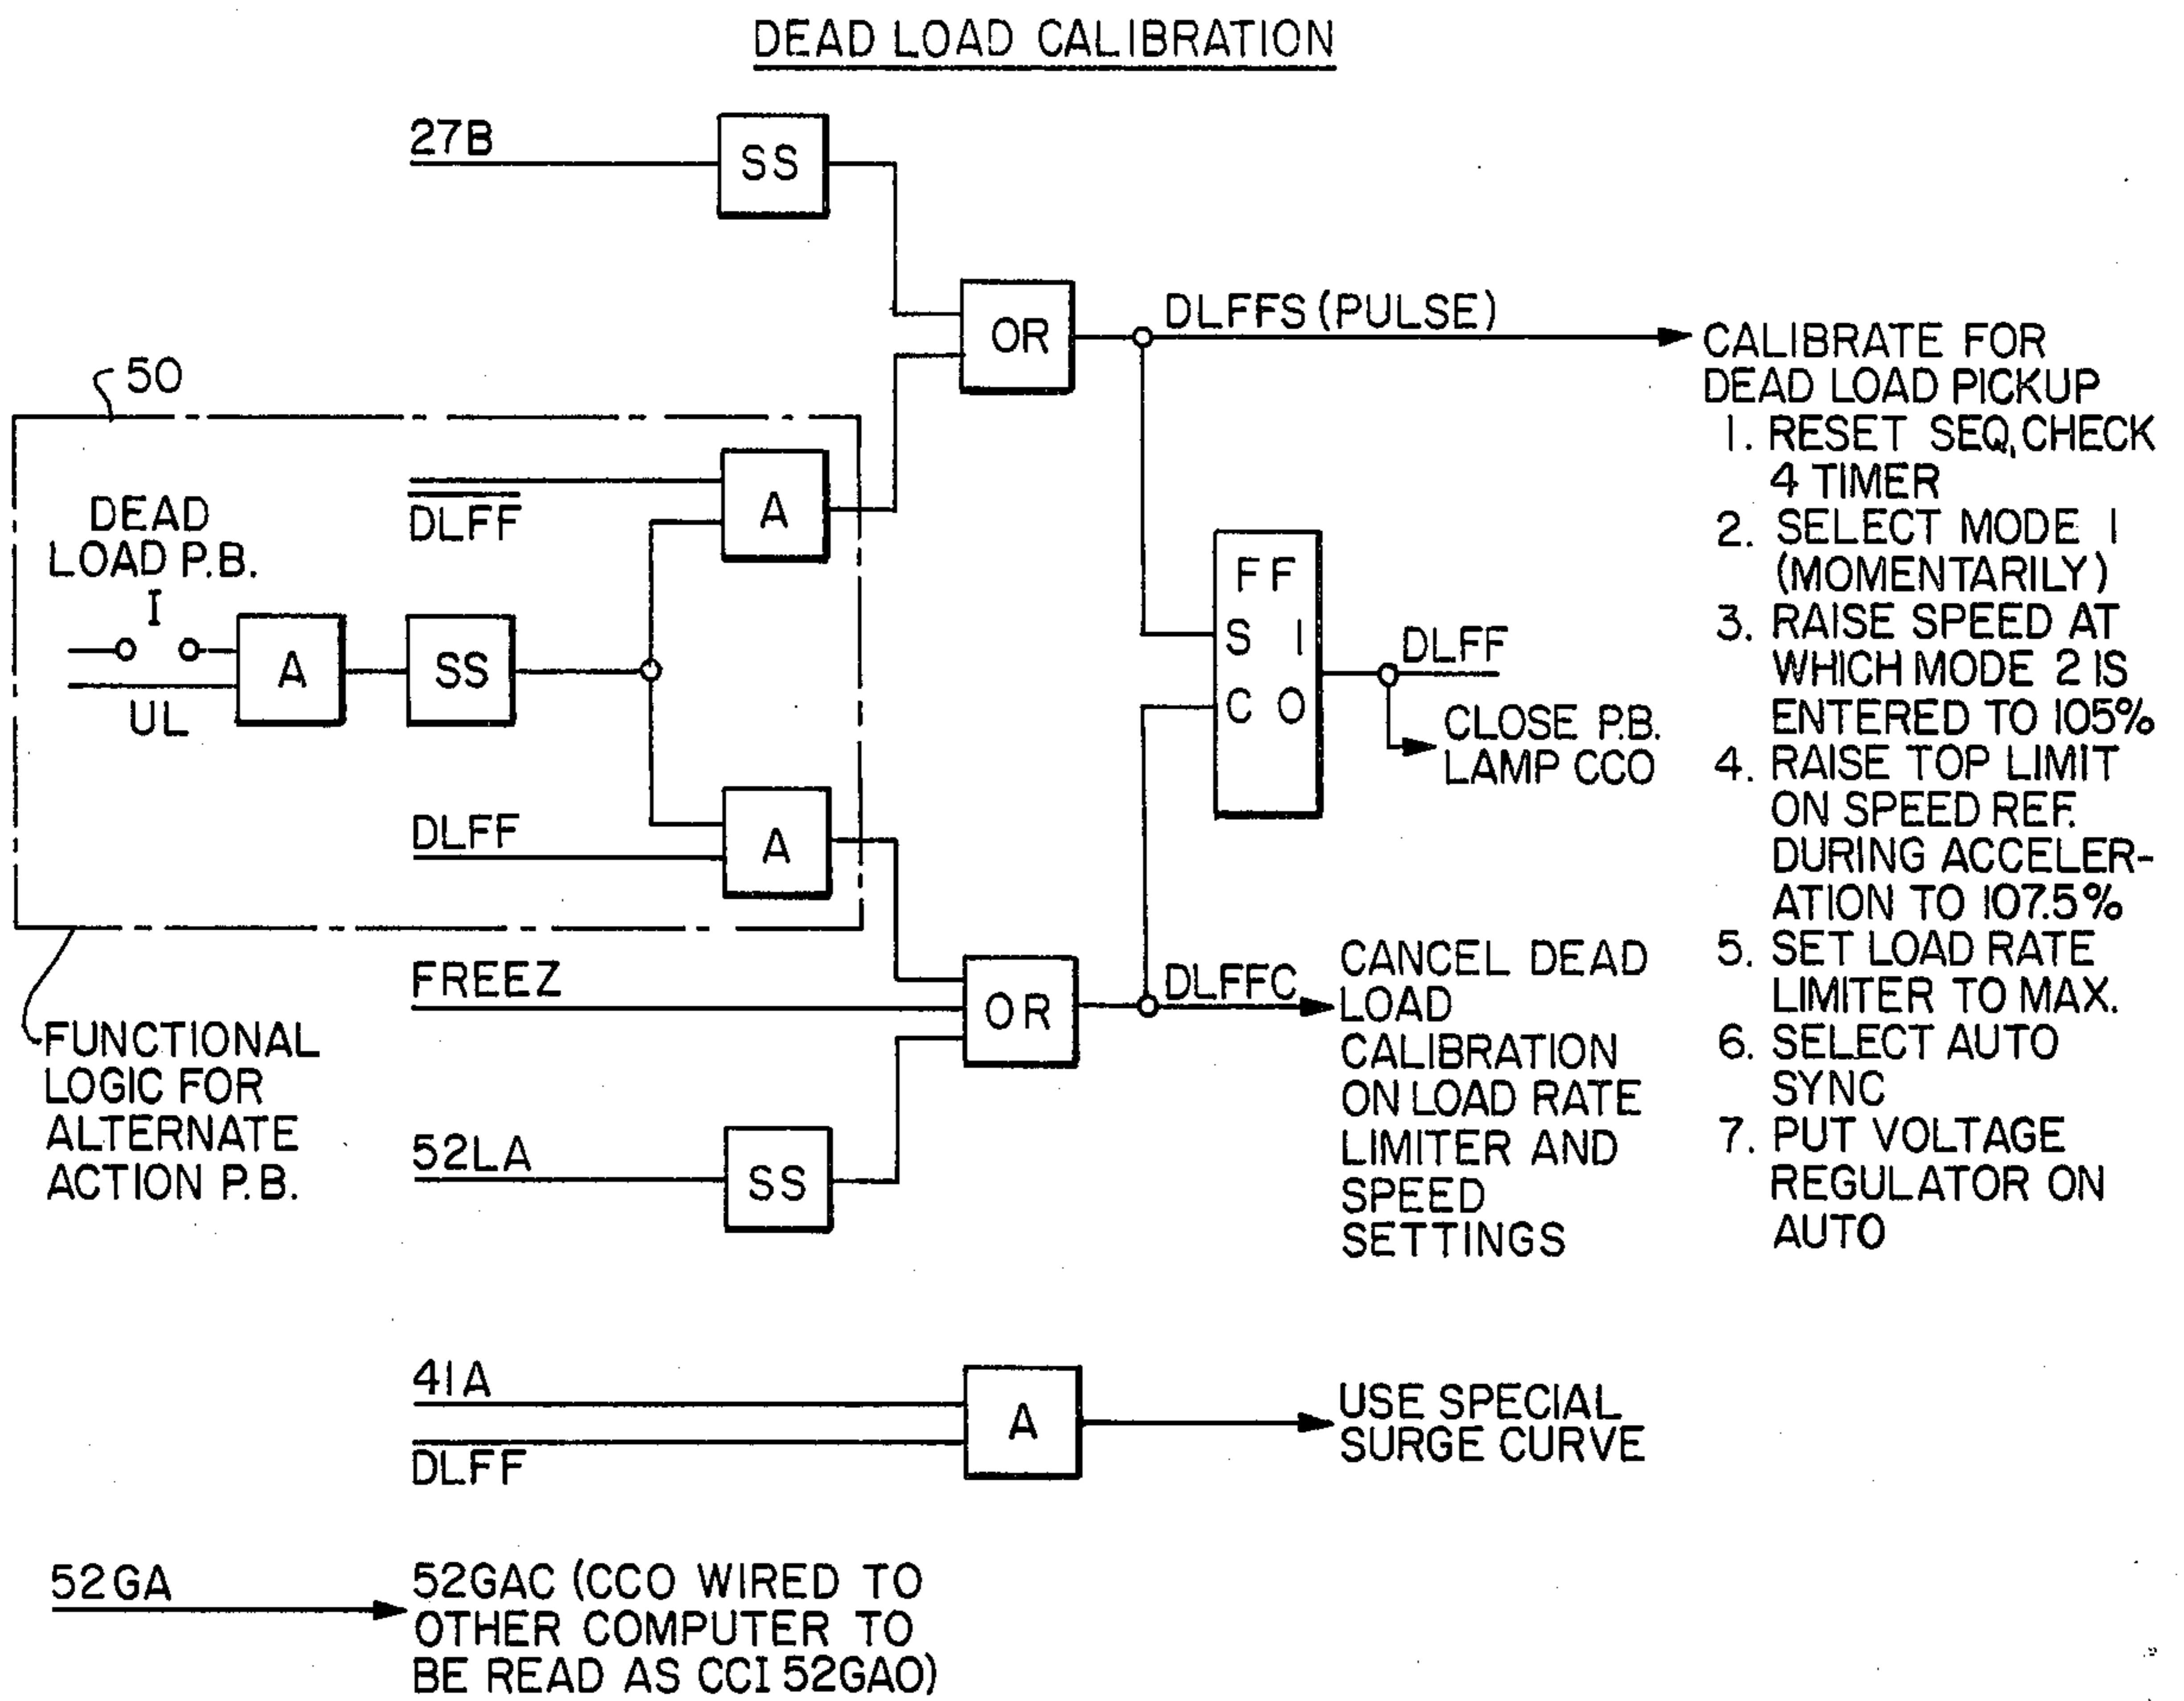 DEAD LOAD CALIBRATION
27B
SS
OR
DLFFS (PULSE)
CALIBRATE FOR
DEAD LOAD PICKUP
1. RESET SEQ, CHECK
4 TIMER
2. SELECT MODE 1
(MOMENTARILY)
3. RAISE SPEED AT
WHICH MODE 2 IS
ENTERED TO 105%
4. RAISE TOP LIMIT
ON SPEED REF.
DURING ACCELER-
ATION TO 107.5%
5. SET LOAD RATE
LIMITER TO MAX.
6. SELECT AUTO
SYNC
7. PUT VOLTAGE
REGULATOR ON
AUTO
50
DEAD
LOAD P.B.
I
UL
A
SS
D̅L̅F̅F̅
A
DLFF
A
FF
S I
C O
DLFF
CLOSE P.B.
LAMP CCO
FREEZ
OR
DLFFC
CANCEL DEAD
LOAD
CALIBRATION
ON LOAD RATE
LIMITER AND
SPEED
SETTINGS
52LA
SS
FUNCTIONAL
LOGIC FOR
ALTERNATE
ACTION P.B.
41A
DLFF
A
USE SPECIAL
SURGE CURVE
52GA
52GAC (CCO WIRED TO
OTHER COMPUTER TO
BE READ AS CCI 52GAO)